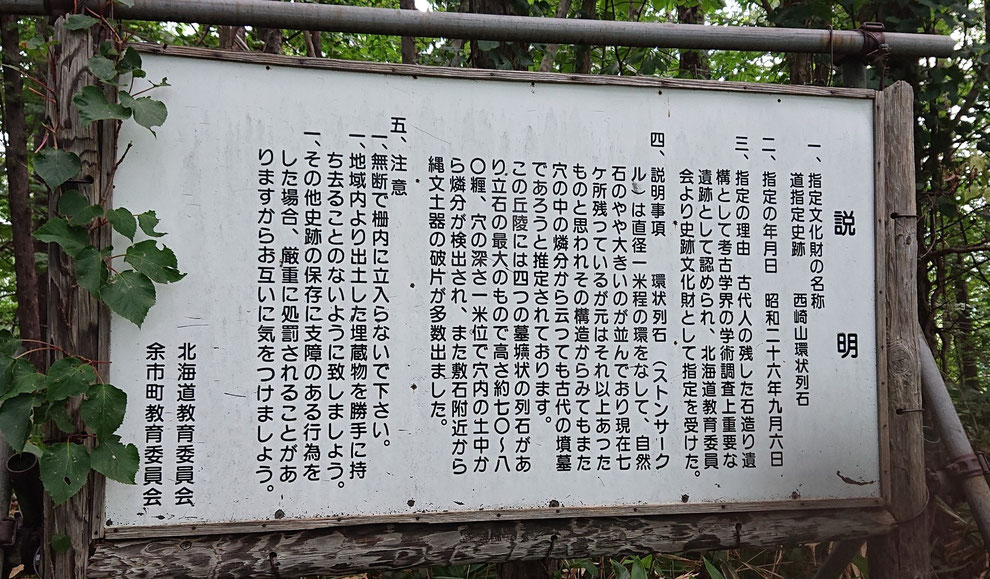 説明
一、指定文化財の名称
道指定史跡　　西崎山環状列石
二、指定の年月日　昭和二十六年九月六日
三、指定の理由　古代人の残した石造り遺
構として考古学界の学術調査上重要な
遺跡として認められ、北海道教育委員
会より史跡文化財として指定を受けた。
四、説明事項　　環状列石　（ストンサーク
ル）は直径一米程の環をなして、自然
石のやや大きいのが並んでおり現在七
ケ所残っているが元はそれ以上あった
ものと思われその構造からみてもまた
穴の中の燐分から云つても古代の墳墓
であろうと推定されております。
この丘陵には四つの墓壙状の列石があ
り立石の最大のもので高さ約七〇～八
〇糎、穴の深さ一米位で穴内の土中か
ら燐分が検出され、また敷石附近から
縄文土器の破片が多数出ました。
五、注意
一、無断で柵内に立入らないで下さい。
一、地域内より出土した埋蔵物を勝手に持
ち去ることのないように致しましょう。
一、その他史跡の保存に支障のある行為を
した場合、厳重に処罰されることがあ
りますからお互いに気をつけましょう。
北海道教育委員会
余市町教育委員会